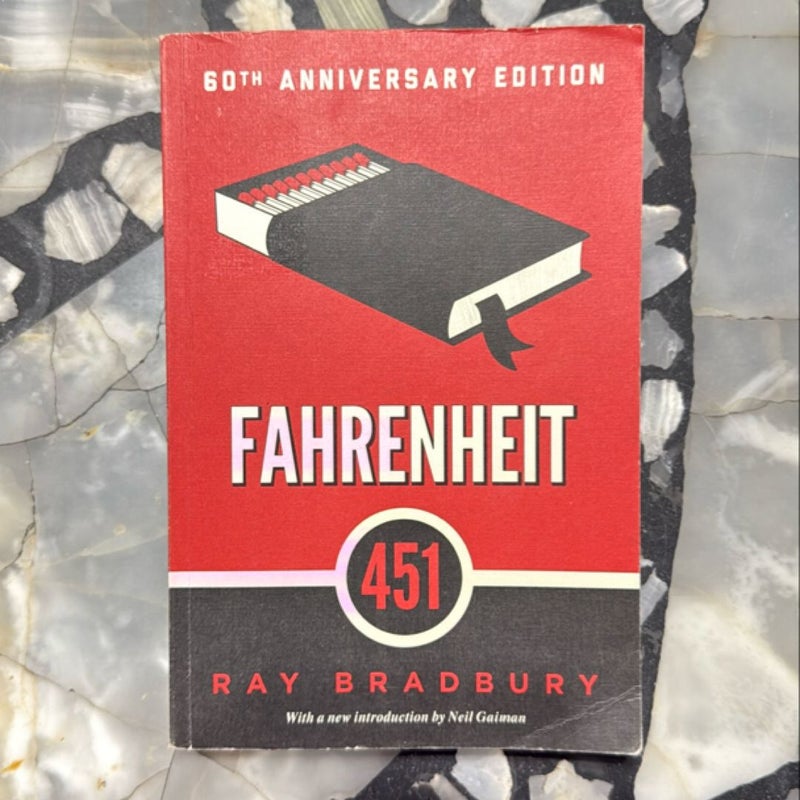 60TH ANNIVERSARY EDITION
FAHRENHEIT
451
RAY BRADBURY
With a new introduction by Neil Gaiman